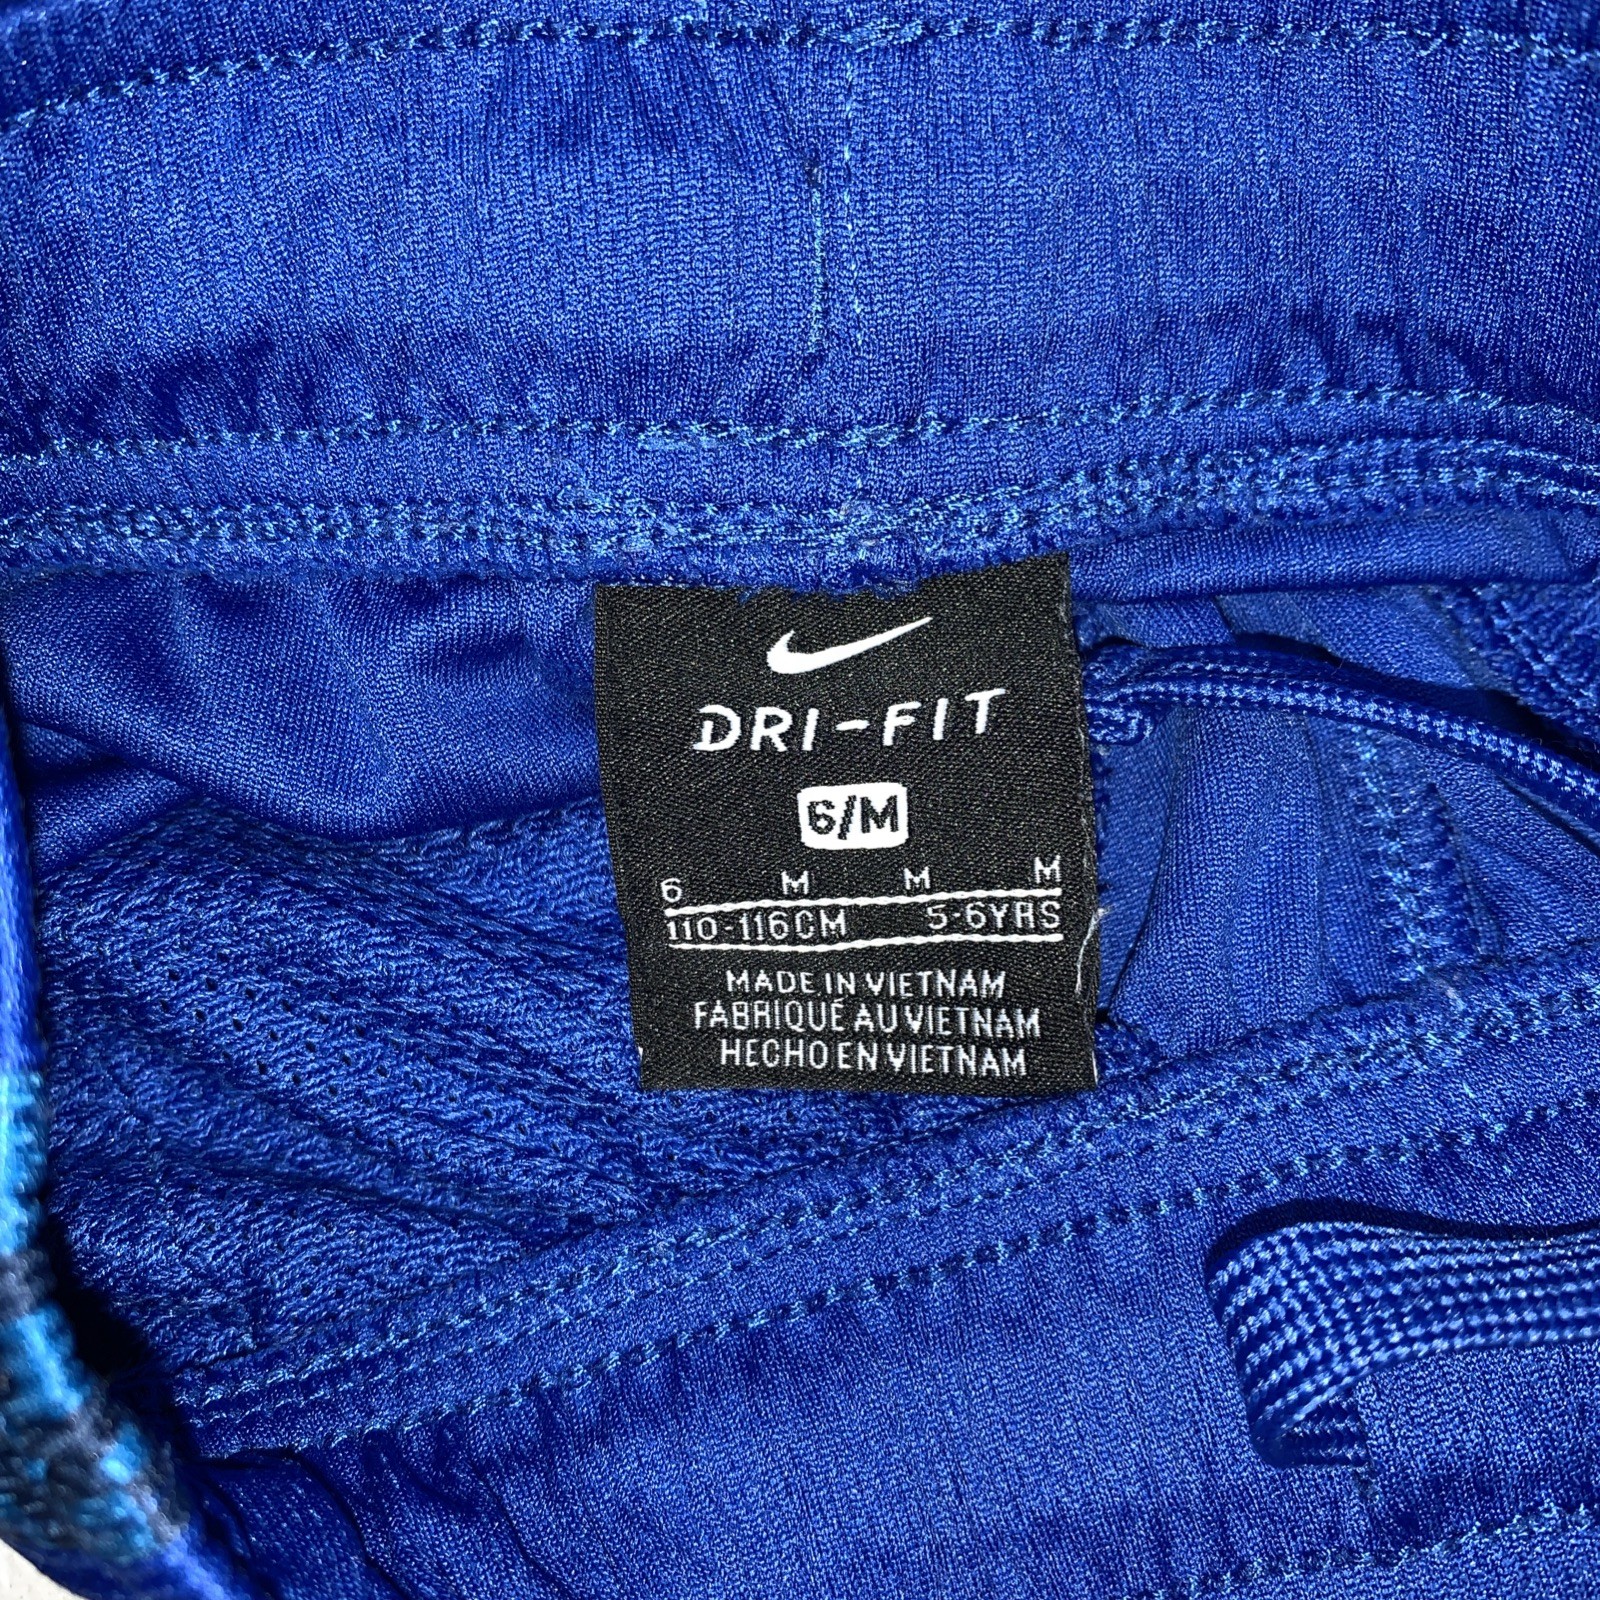 DRI-FIT
6/M
6 M M M
110-116CM 5-6YRS
MADE IN VIETNAM
FABRIQUÉ AU VIETNAM
HECHO EN VIETNAM